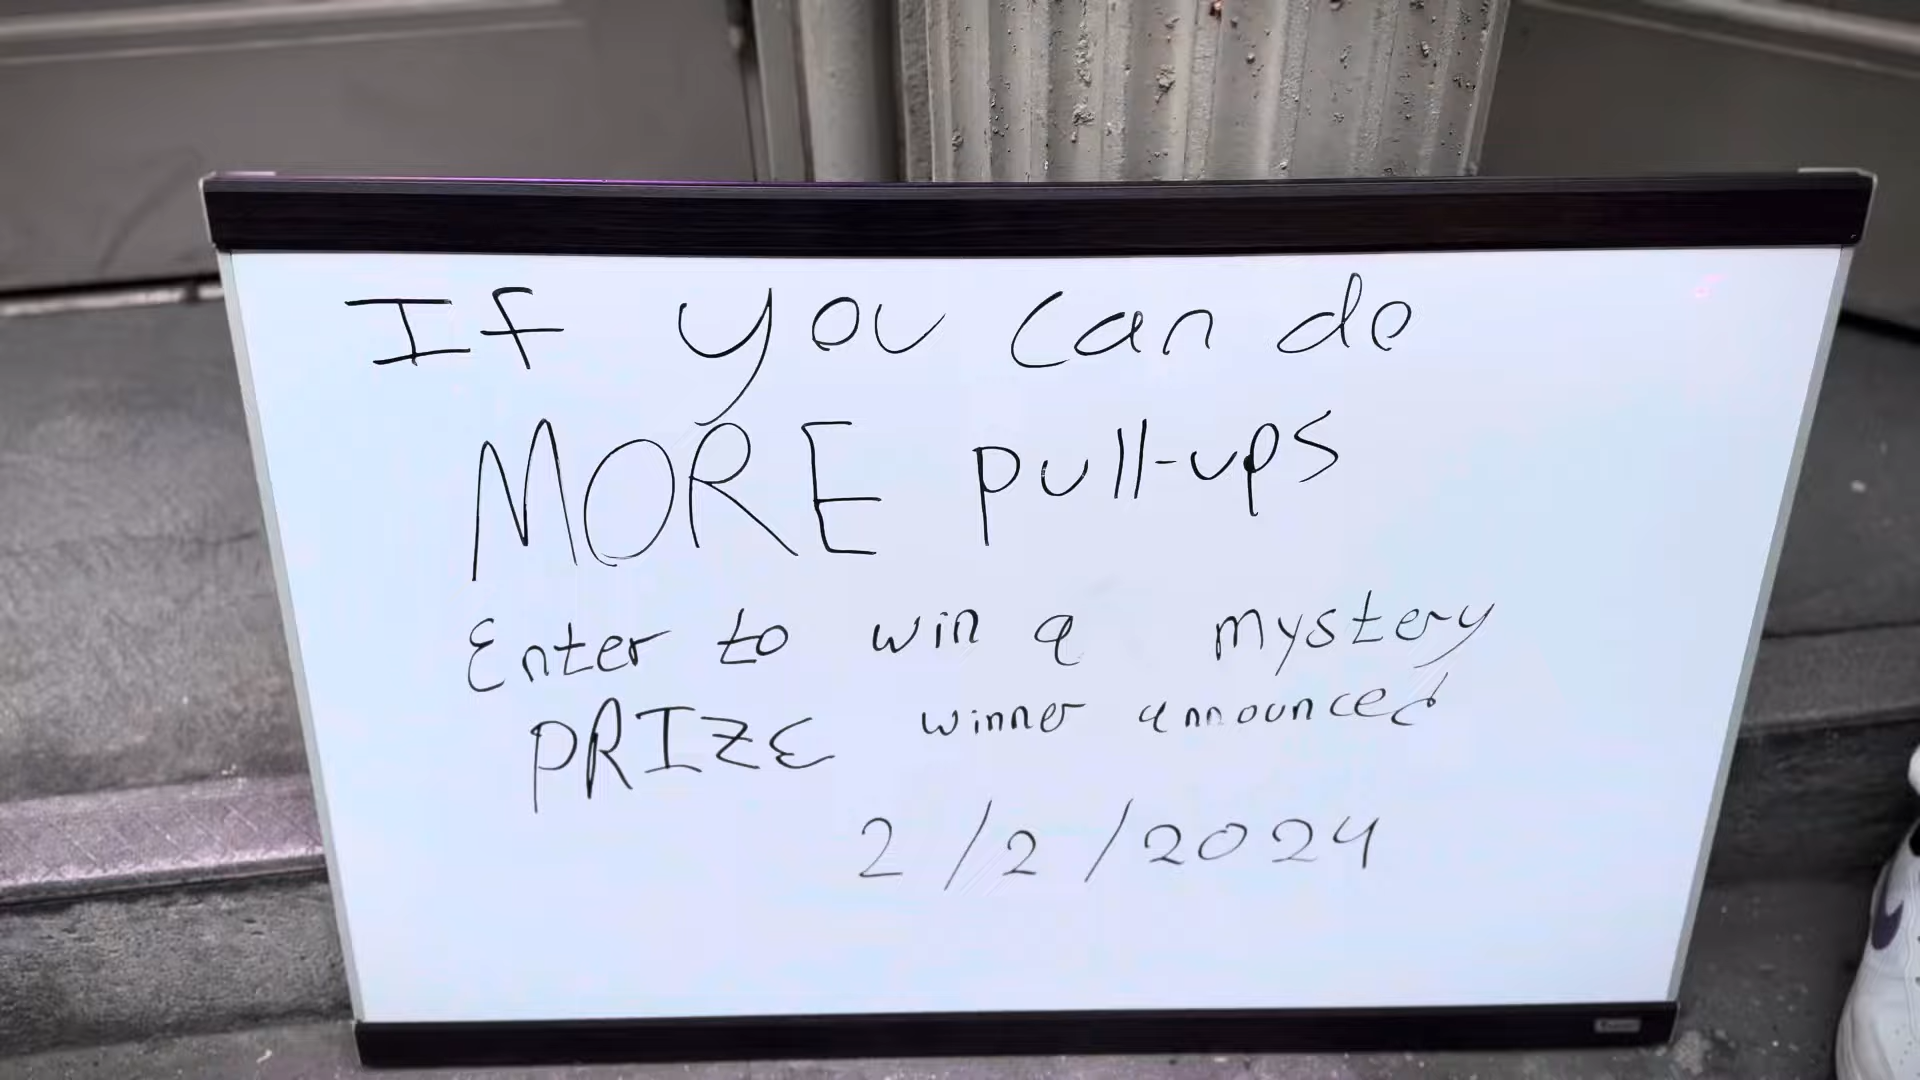 If you can do
MORE pull-ups
Enter to win a mystery
PRIZE winner announced
2/2/2024